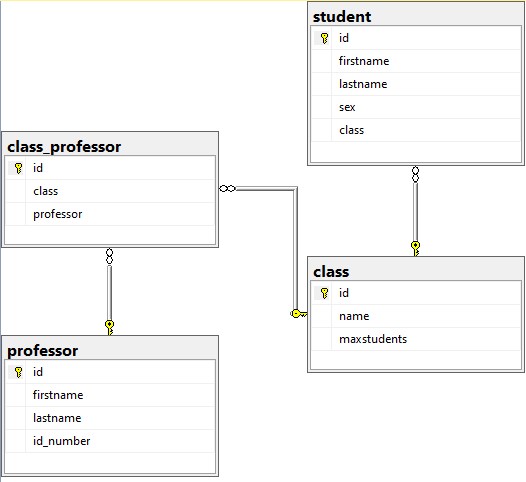 student
id
firstname
lastname
sex
class
class_professor
id
class
professor
class
id
name
maxstudents
professor
id
firstname
lastname
id_number